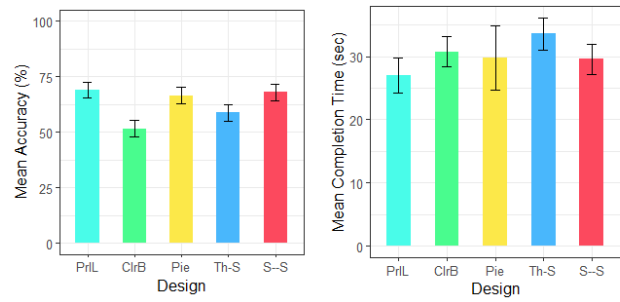 100
75
50
25
0
Mean Accuracy (%)
PrlL ClrB Pie Th-S S--S
Design
30
20
10
0
Mean Completion Time (sec)
PrlL ClrB Pie Th-S S--S
Design